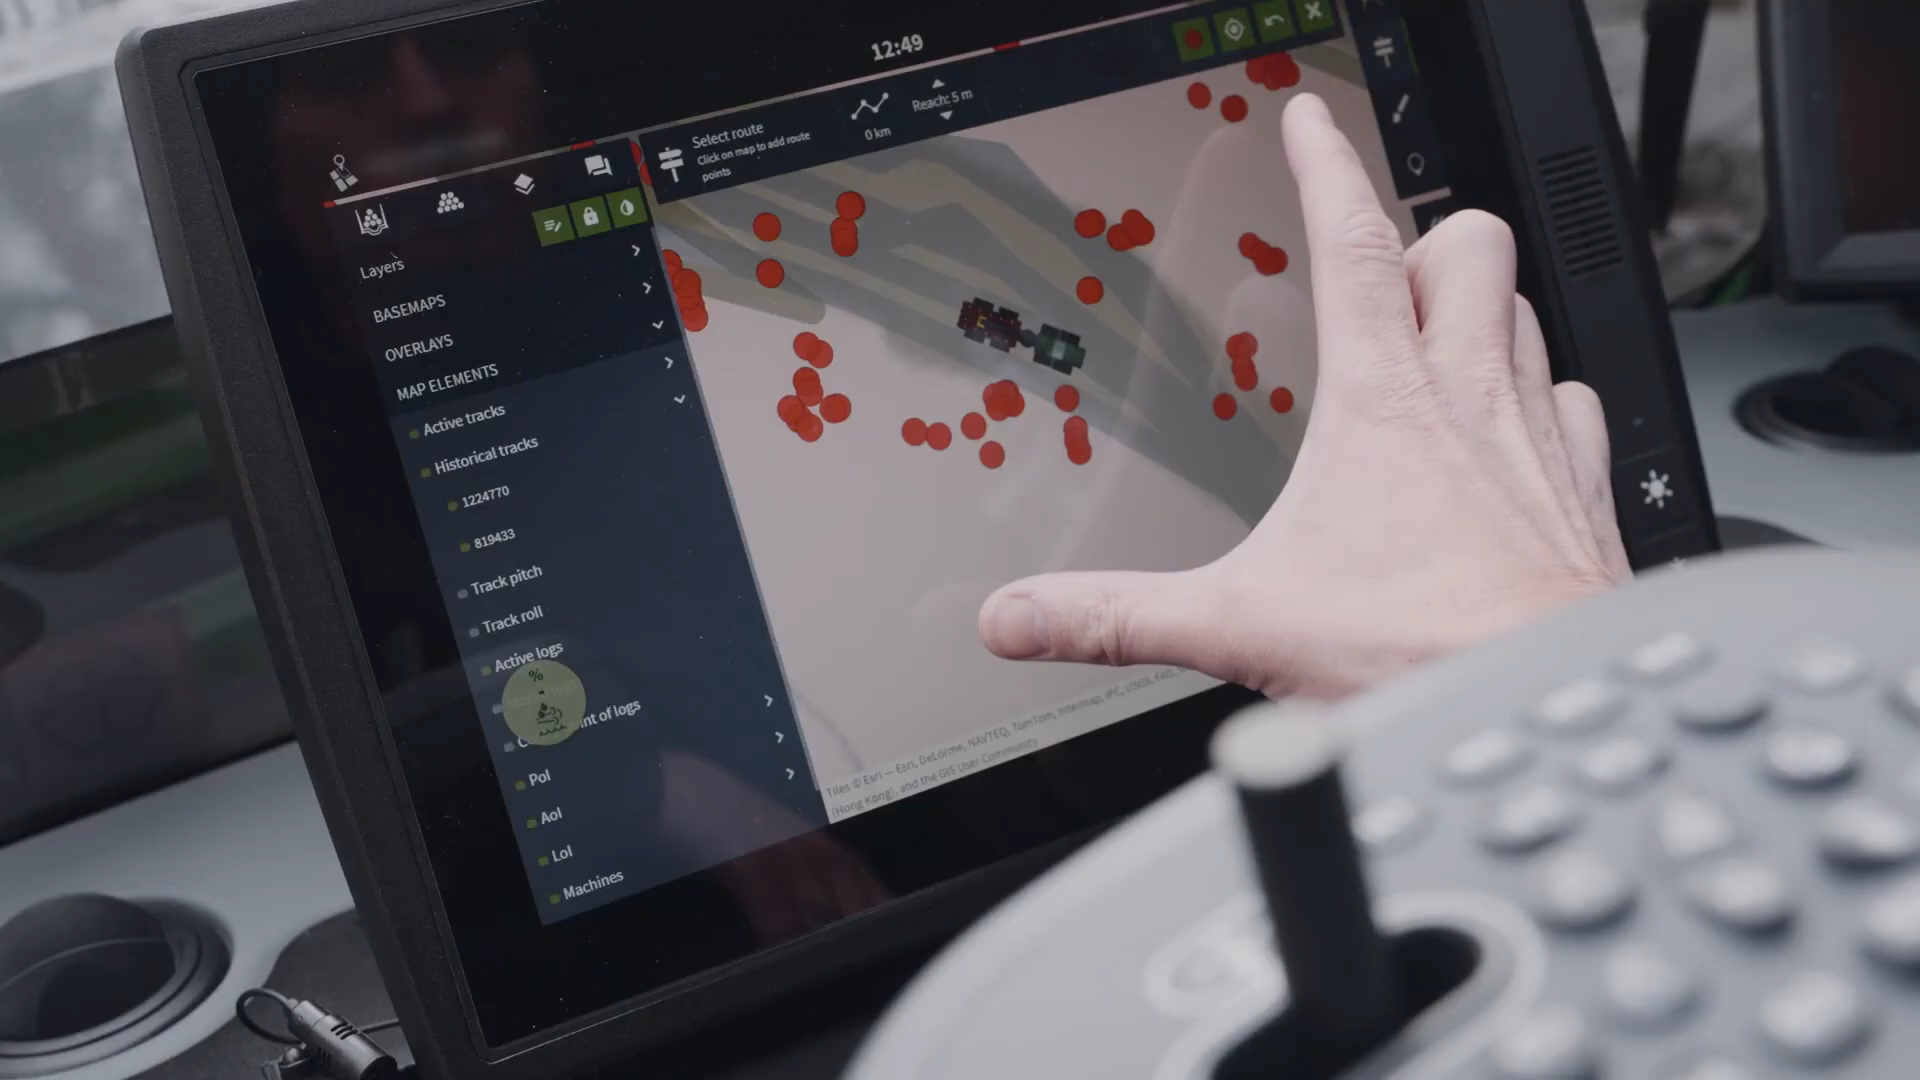 12:49
Select route
Click on map to add route
points
0 km
Reach: 5 m
Layers
BASEMAPS
OVERLAYS
MAP ELEMENTS
Active tracks
Historical tracks
1224770
819433
Track pitch
Track roll
Active logs
%
nt of logs
PoI
AoI
LoI
Machines
Tiles © Esri — Esri, DeLorme, NAVTEQ, TomTom, Intermap, iPC, USGS, FAO,
(Hong Kong), and the GIS User Community